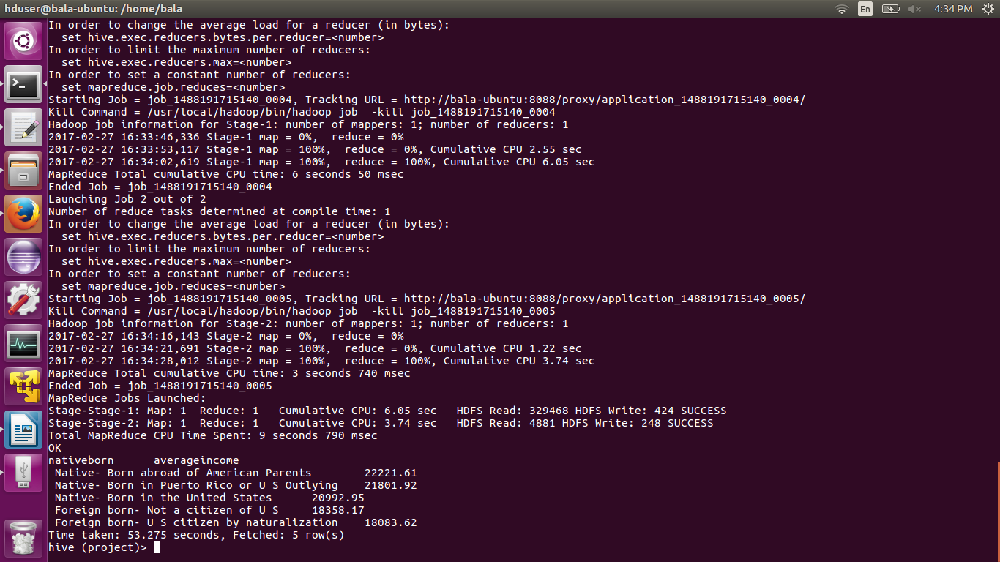 hduser@bala-ubuntu: /home/bala
En
4:34 PM
In order to change the average load for a reducer (in bytes):
  set hive.exec.reducers.bytes.per.reducer=<number>
In order to limit the maximum number of reducers:
  set hive.exec.reducers.max=<number>
In order to set a constant number of reducers:
  set mapreduce.job.reduces=<number>
Starting Job = job_1488191715140_0004, Tracking URL = http://bala-ubuntu:8088/proxy/application_1488191715140_0004/
Kill Command = /usr/local/hadoop/bin/hadoop job  -kill job_1488191715140_0004
Hadoop job information for Stage-1: number of mappers: 1; number of reducers: 1
2017-02-27 16:33:46,336 Stage-1 map = 0%,  reduce = 0%
2017-02-27 16:33:53,117 Stage-1 map = 100%,  reduce = 0%, Cumulative CPU 2.55 sec
2017-02-27 16:34:02,619 Stage-1 map = 100%,  reduce = 100%, Cumulative CPU 6.05 sec
MapReduce Total cumulative CPU time: 6 seconds 50 msec
Ended Job = job_1488191715140_0004
Launching Job 2 out of 2
Number of reduce tasks determined at compile time: 1
In order to change the average load for a reducer (in bytes):
  set hive.exec.reducers.bytes.per.reducer=<number>
In order to limit the maximum number of reducers:
  set hive.exec.reducers.max=<number>
In order to set a constant number of reducers:
  set mapreduce.job.reduces=<number>
Starting Job = job_1488191715140_0005, Tracking URL = http://bala-ubuntu:8088/proxy/application_1488191715140_0005/
Kill Command = /usr/local/hadoop/bin/hadoop job  -kill job_1488191715140_0005
Hadoop job information for Stage-2: number of mappers: 1; number of reducers: 1
2017-02-27 16:34:16,143 Stage-2 map = 0%,  reduce = 0%
2017-02-27 16:34:21,691 Stage-2 map = 100%,  reduce = 0%, Cumulative CPU 1.22 sec
2017-02-27 16:34:28,012 Stage-2 map = 100%,  reduce = 100%, Cumulative CPU 3.74 sec
MapReduce Total cumulative CPU time: 3 seconds 740 msec
Ended Job = job_1488191715140_0005
MapReduce Jobs Launched:
Stage-Stage-1: Map: 1  Reduce: 1   Cumulative CPU: 6.05 sec   HDFS Read: 329468 HDFS Write: 424 SUCCESS
Stage-Stage-2: Map: 1  Reduce: 1   Cumulative CPU: 3.74 sec   HDFS Read: 4881 HDFS Write: 248 SUCCESS
Total MapReduce CPU Time Spent: 9 seconds 790 msec
OK
nativeborn      averageincome
 Native- Born abroad of American Parents        22221.61
 Native- Born in Puerto Rico or U S Outlying    21801.92
 Native- Born in the United States      20992.95
 Foreign born- Not a citizen of U S     18358.17
 Foreign born- U S citizen by naturalization    18083.62
Time taken: 53.275 seconds, Fetched: 5 row(s)
hive (project)>